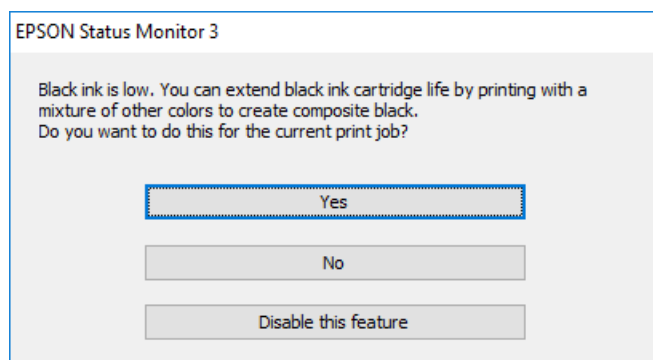 EPSON Status Monitor 3
Black ink is low. You can extend black ink cartridge life by printing with a
mixture of other colors to create composite black.
Do you want to do this for the current print job?
Yes
No
Disable this feature